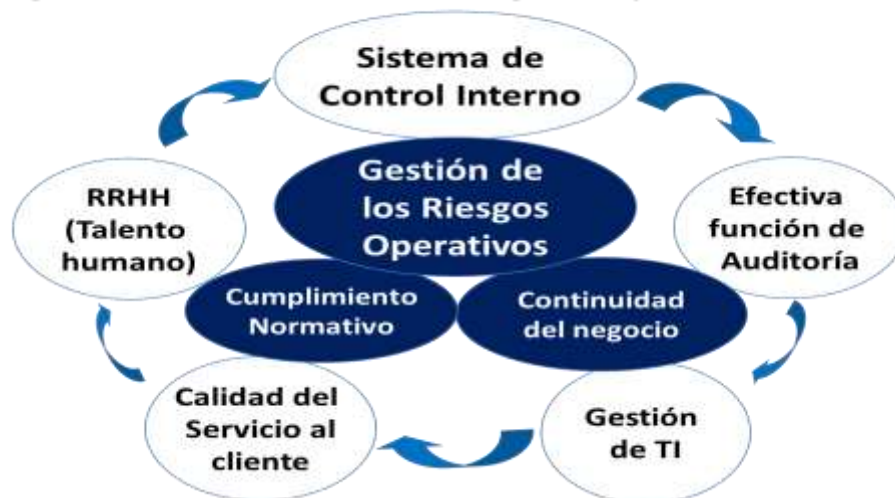 Sistema de
Control Interno
Gestión de
los Riesgos
Operativos
RRHH
(Talento
humano)
Efectiva
función de
Auditoría
Cumplimiento
Normativo
Continuidad
del negocio
Calidad del
Servicio al
cliente
Gestión
de TI